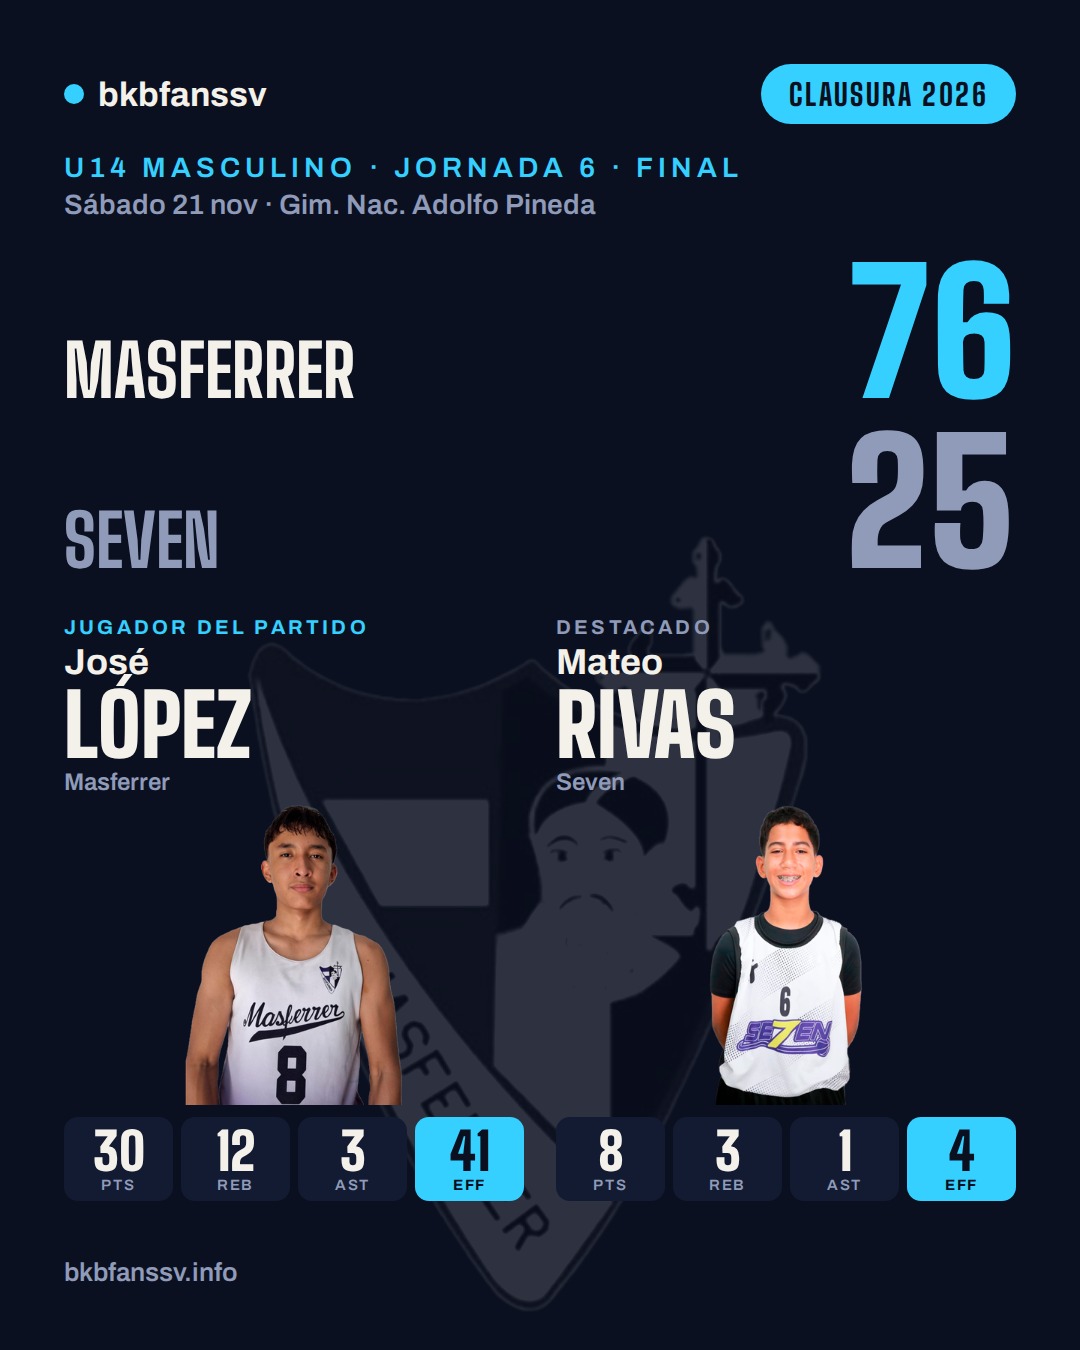 bkbfanssv
CLAUSURA 2026
U14 MASCULINO · JORNADA 6 · FINAL
Sábado 21 nov · Gim. Nac. Adolfo Pineda
MASFERRER
76
SEVEN
25
JUGADOR DEL PARTIDO
José
LÓPEZ
Masferrer
DESTACADO
Mateo
RIVAS
Seven
Masferrer
8
6
SE7EN
MASFERRER
30
PTS
12
REB
3
AST
41
EFF
8
PTS
3
REB
1
AST
4
EFF
bkbfanssv.info